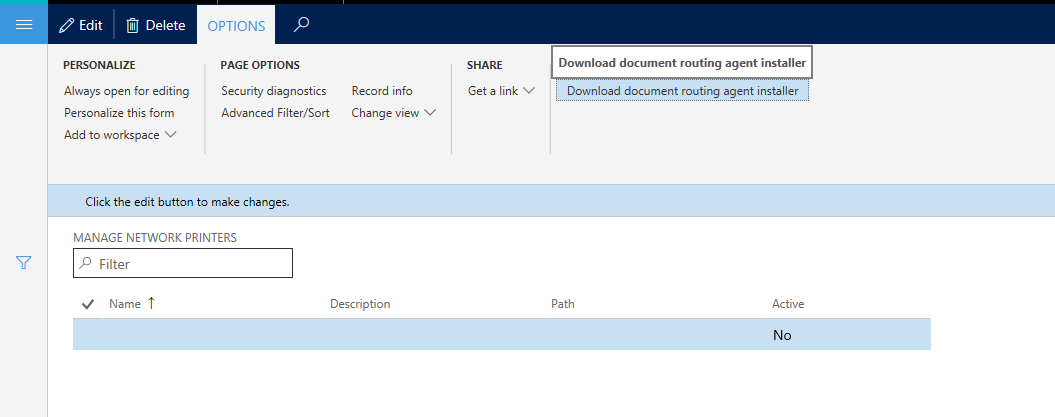 Edit
Delete
OPTIONS
PERSONALIZE
Always open for editing
Personalize this form
Add to workspace
PAGE OPTIONS
Security diagnostics
Advanced Filter/Sort
Record info
Change view
SHARE
Get a link
Download document routing agent installer
Download document routing agent installer
Click the edit button to make changes.
MANAGE NETWORK PRINTERS
Filter
Name Description Path Active
No